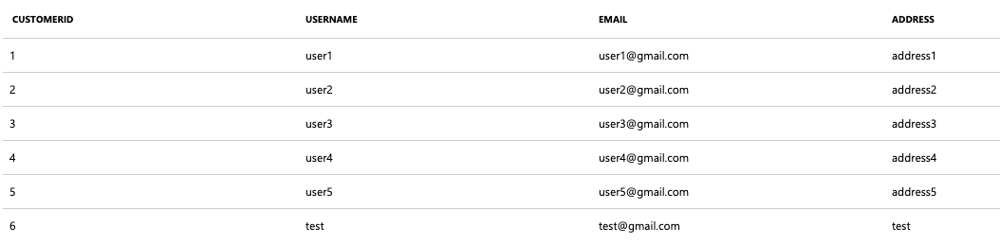 CUSTOMERID USERNAME EMAIL ADDRESS
1 user1 user1@gmail.com address1
2 user2 user2@gmail.com address2
3 user3 user3@gmail.com address3
4 user4 user4@gmail.com address4
5 user5 user5@gmail.com address5
6 test test@gmail.com test